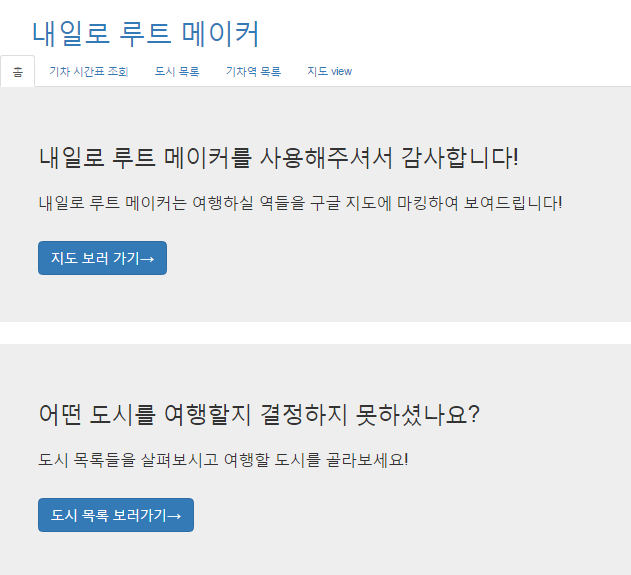 내일로 루트 메이커
홈 기차 시간표 조회 도시 목록 기차역 목록 지도 view
내일로 루트 메이커를 사용해주셔서 감사합니다!
내일로 루트 메이커는 여행하실 역들을 구글 지도에 마킹하여 보여드립니다!
지도 보러 가기→
어떤 도시를 여행할지 결정하지 못하셨나요?
도시 목록들을 살펴보시고 여행할 도시를 골라보세요!
도시 목록 보러가기→